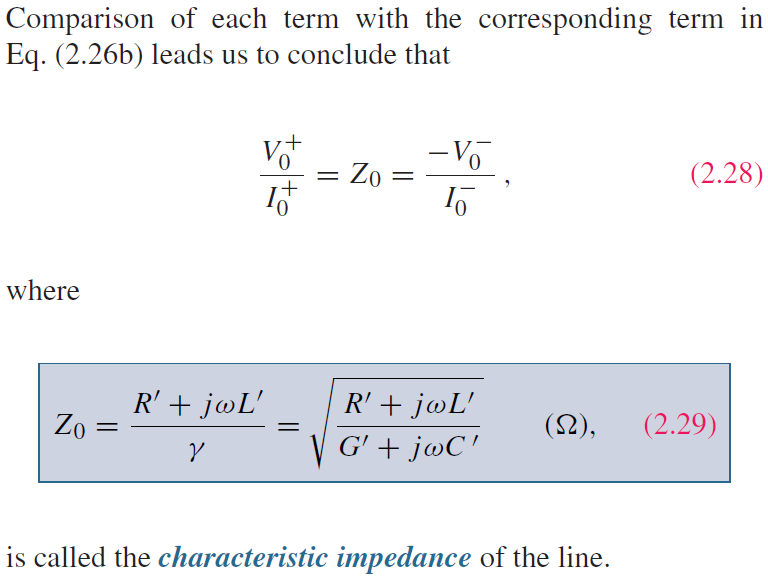 Comparison of each term with the corresponding term in
Eq. (2.26b) leads us to conclude that
V₀⁺ / I₀⁺ = Z₀ = −V₀⁻ / I₀⁻ , (2.28)
where
Z₀ = (R′ + jωL′) / γ = √((R′ + jωL′) / (G′ + jωC′)) (Ω), (2.29)
is called the characteristic impedance of the line.